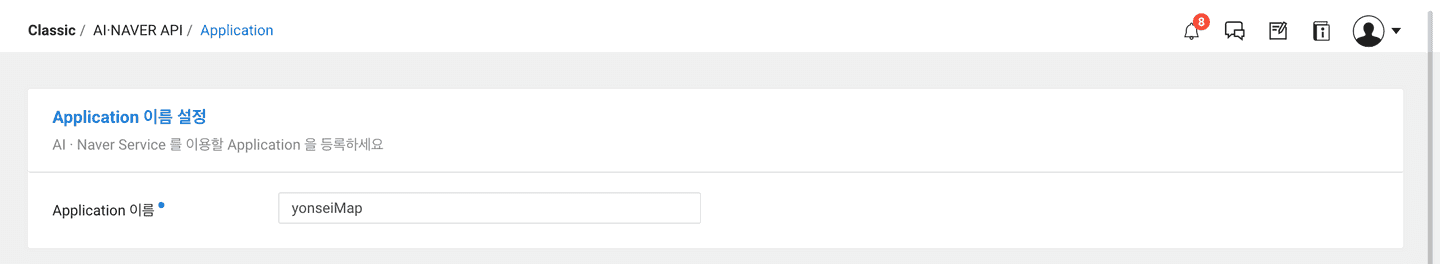 Classic / AI·NAVER API / Application
8
Application 이름 설정
AI · Naver Service 를 이용할 Application 을 등록하세요
Application 이름
yonseiMap